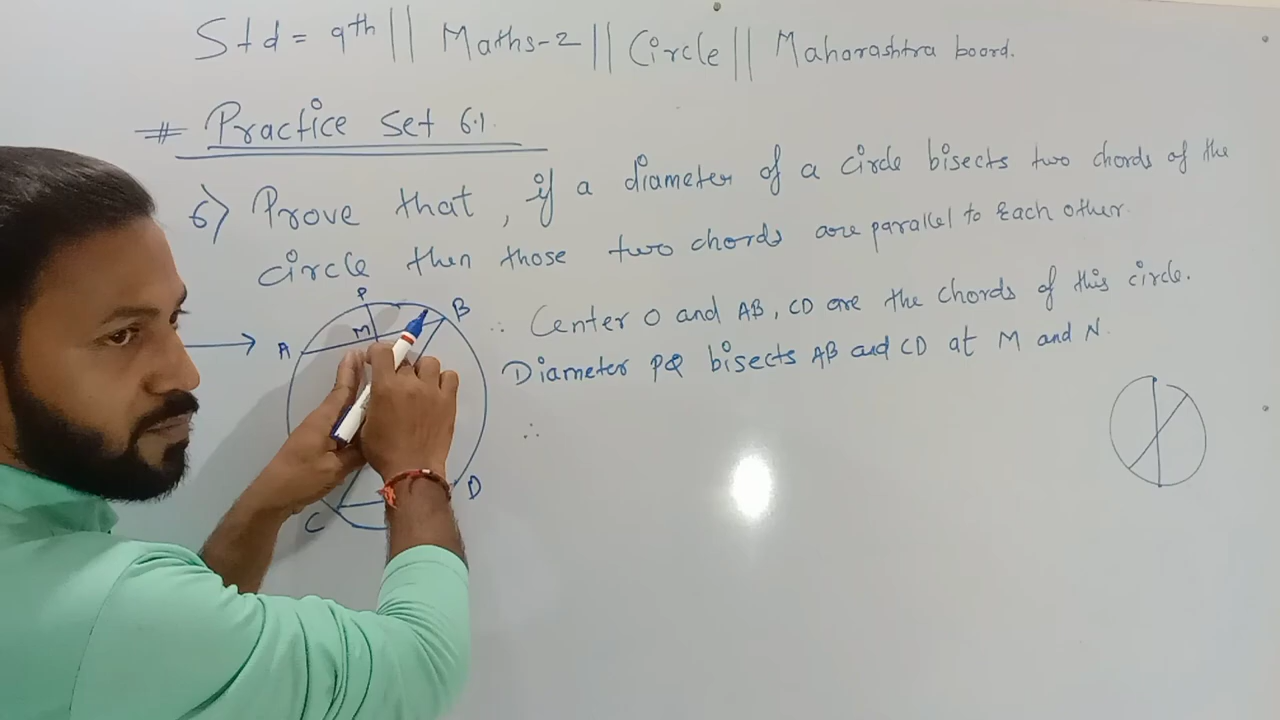 Std = 9th || Maths-2 || Circle || Maharashtra board.
# Practice Set 6.1.
6) Prove that, if a diameter of a circle bisects two chords of the
circle then those two chords are parallel to Each other.
P
B
M
A
∴ Center O and AB, CD are the chords of this circle.
Diameter PQ bisects AB and CD at M and N.
∴
D
C